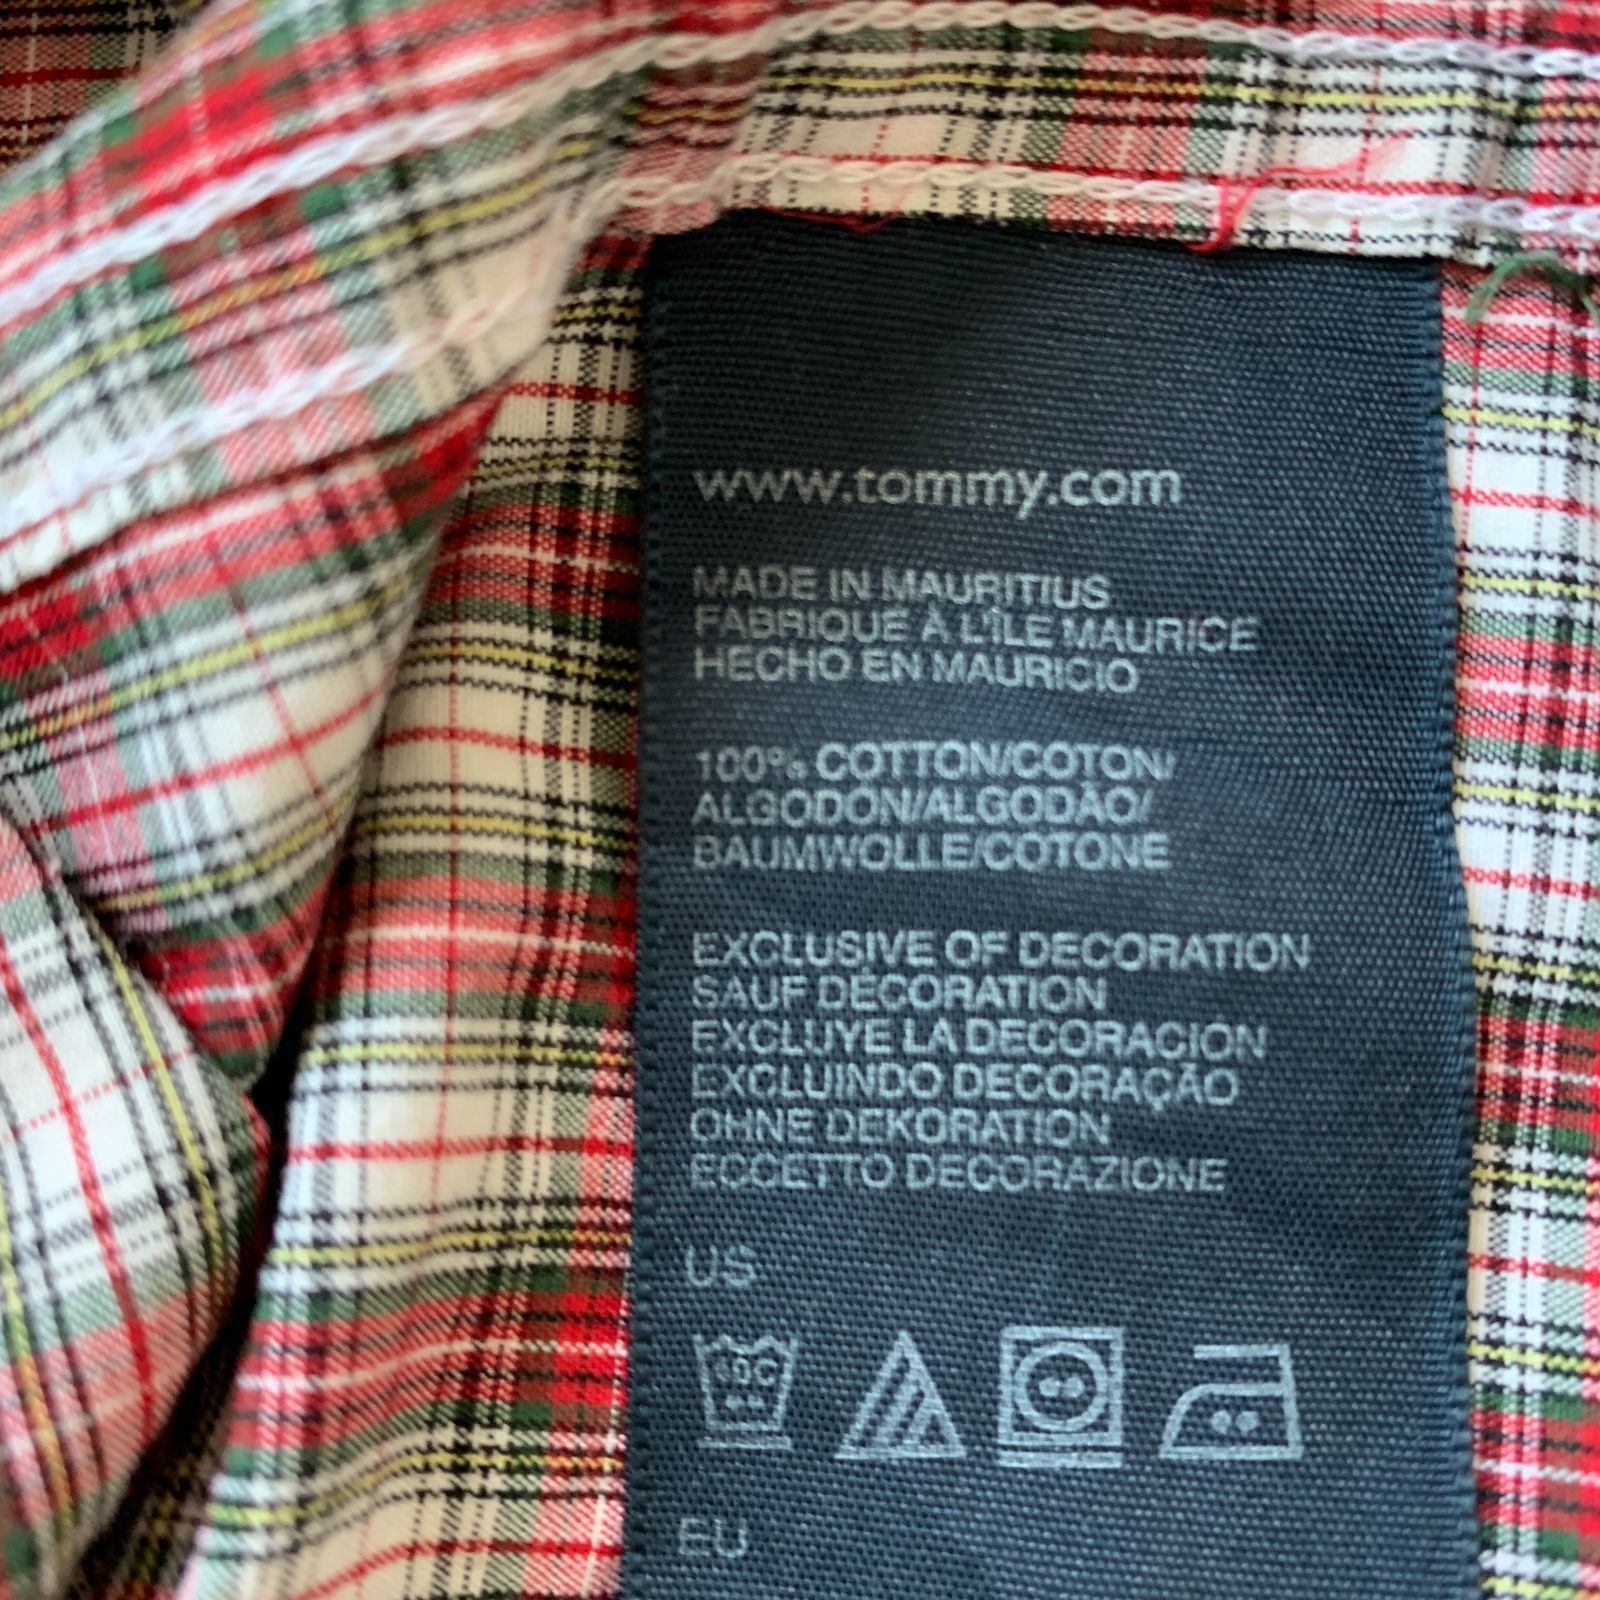 www.tommy.com
MADE IN MAURITIUS
FABRIQUÉ À L'ÎLE MAURICE
HECHO EN MAURICIO
100% COTTON/COTON/
ALGODÓN/ALGODÃO/
BAUMWOLLE/COTONE
EXCLUSIVE OF DECORATION
SAUF DÉCORATION
EXCLUYE LA DECORACION
EXCLUINDO DECORAÇÃO
OHNE DEKORATION
ECCETTO DECORAZIONE
US
EU